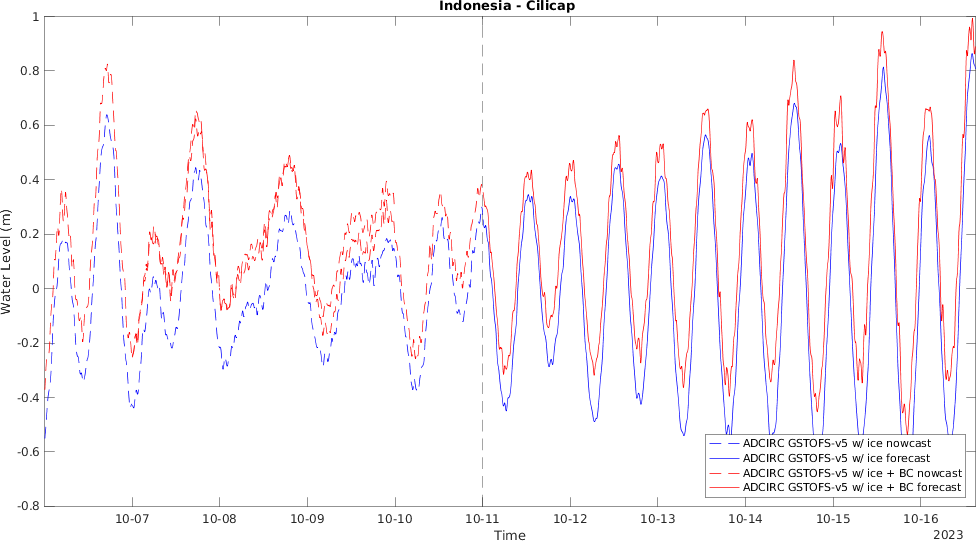 Indonesia - Cilicap
1
0.8
0.6
0.4
0.2
0
-0.2
-0.4
-0.6
-0.8
Water Level (m)
ADCIRC GSTOFS-v5 w/ ice nowcast
ADCIRC GSTOFS-v5 w/ ice forecast
ADCIRC GSTOFS-v5 w/ ice + BC nowcast
ADCIRC GSTOFS-v5 w/ ice + BC forecast
10-07 10-08 10-09 10-10 10-11 10-12 10-13 10-14 10-15 10-16
Time
2023